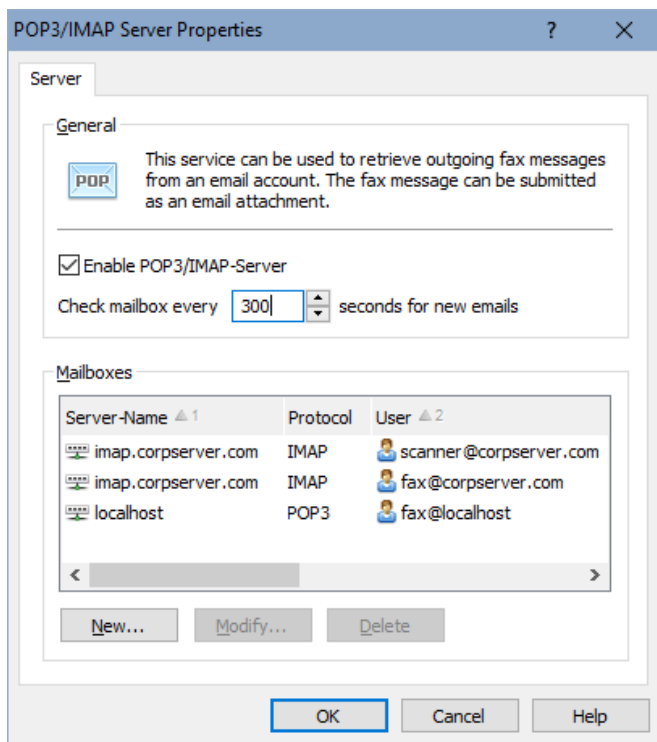 POP3/IMAP Server Properties ?
Server
General
POP
This service can be used to retrieve outgoing fax messages
from an email account. The fax message can be submitted
as an email attachment.
Enable POP3/IMAP-Server
Check mailbox every 300 seconds for new emails
Mailboxes
Server-Name 1 Protocol User 2
imap.corpserver.com IMAP scanner@corpserver.com
imap.corpserver.com IMAP fax@corpserver.com
localhost POP3 fax@localhost
New... Modify... Delete
OK Cancel Help